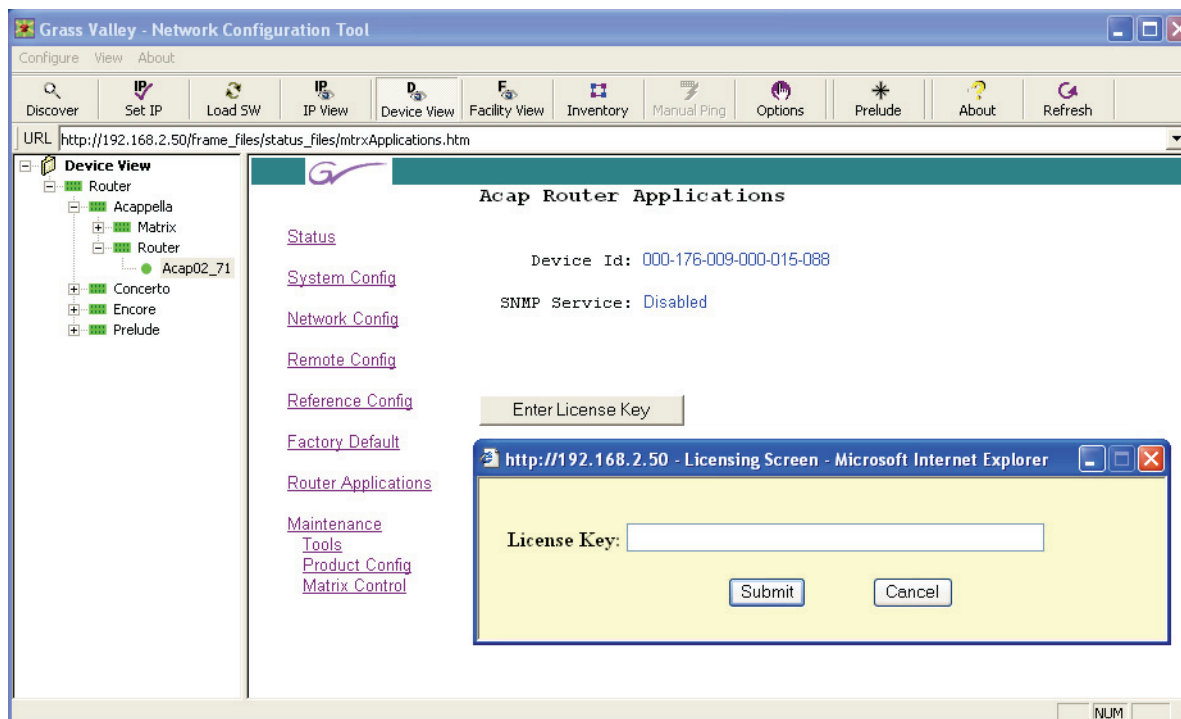 Grass Valley - Network Configuration Tool
Configure View About
Discover Set IP Load SW IP View Device View Facility View Inventory Manual Ping Options Prelude About Refresh
URL http://192.168.2.50/frame_files/status_files/mtrxApplications.htm
Device View
Router
Acappella
Matrix
Router
Acap02_71
Concerto
Encore
Prelude
Status
System Config
Network Config
Remote Config
Reference Config
Factory Default
Router Applications
Maintenance
Tools
Product Config
Matrix Control
Acap Router Applications
Device Id: 000-176-009-000-015-088
SNMP Service: Disabled
Enter License Key
http://192.168.2.50 - Licensing Screen - Microsoft Internet Explorer
License Key:
Submit Cancel
NUM